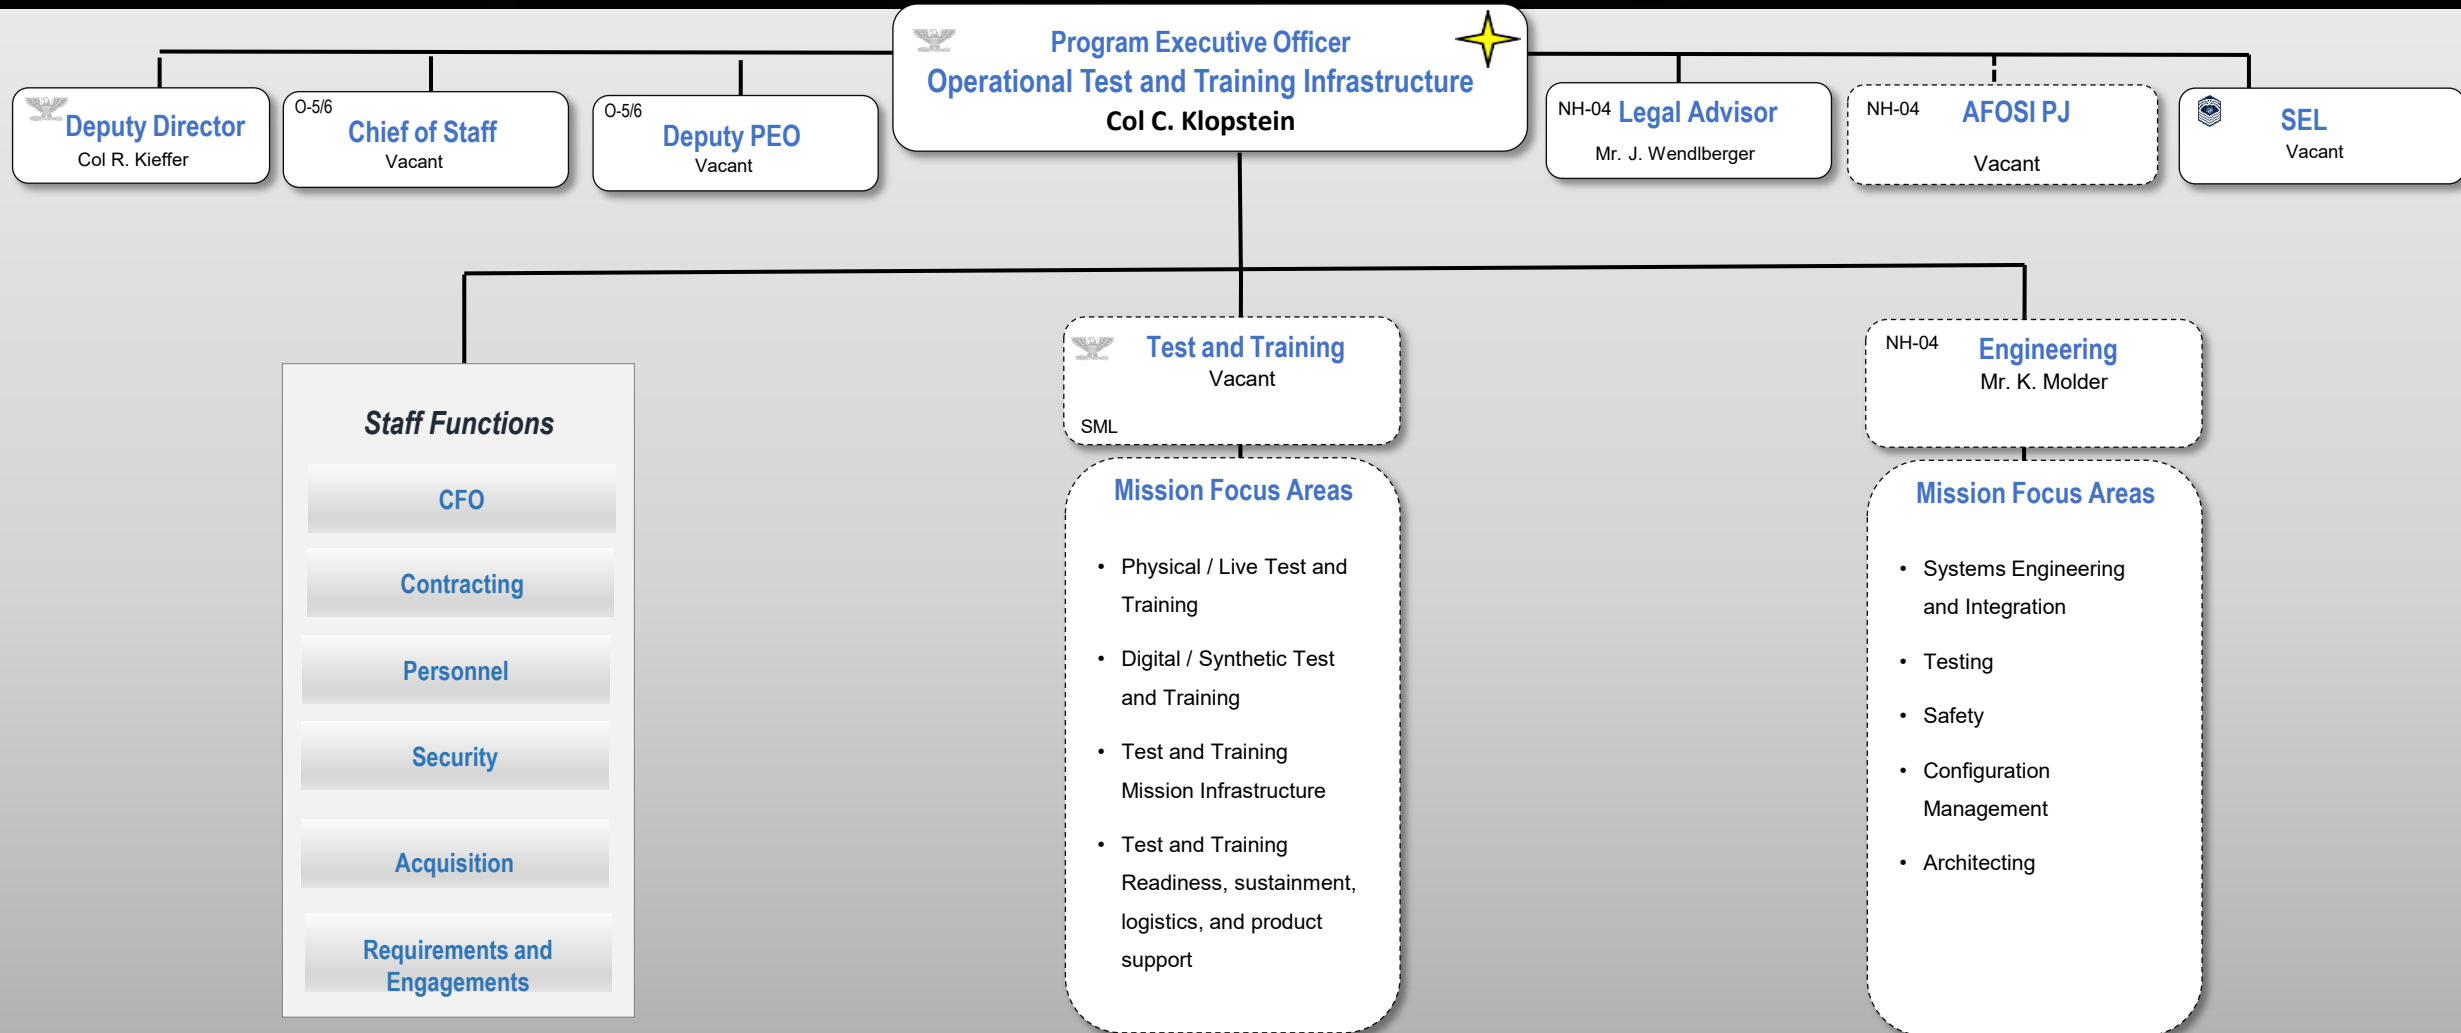 Program Executive Officer
Operational Test and Training Infrastructure
Col C. Klopstein
Deputy Director
Col R. Kieffer
O-5/6
Chief of Staff
Vacant
O-5/6
Deputy PEO
Vacant
NH-04 Legal Advisor
Mr. J. Wendlberger
NH-04 AFOSI PJ
Vacant
SEL
Vacant
Staff Functions
CFO
Contracting
Personnel
Security
Acquisition
Requirements and
Engagements
Test and Training
Vacant
SML
Mission Focus Areas
• Physical / Live Test and
Training
• Digital / Synthetic Test
and Training
• Test and Training
Mission Infrastructure
• Test and Training
Readiness, sustainment,
logistics, and product
support
NH-04 Engineering
Mr. K. Molder
Mission Focus Areas
• Systems Engineering
and Integration
• Testing
• Safety
• Configuration
Management
• Architecting